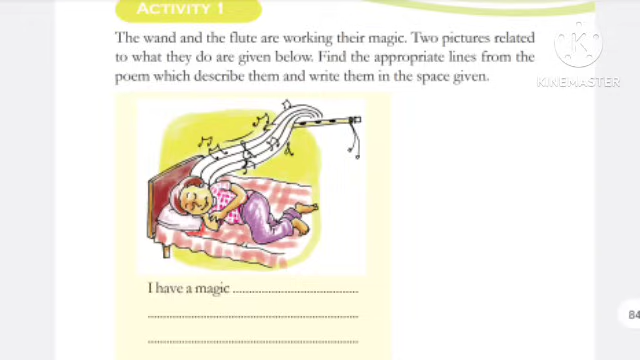 ACTIVITY 1
The wand and the flute are working their magic. Two pictures related
to what they do are given below. Find the appropriate lines from the
poem which describe them and write them in the space given.
KINEMASTER
I have a magic ................................................
................................................................................
................................................................................
84